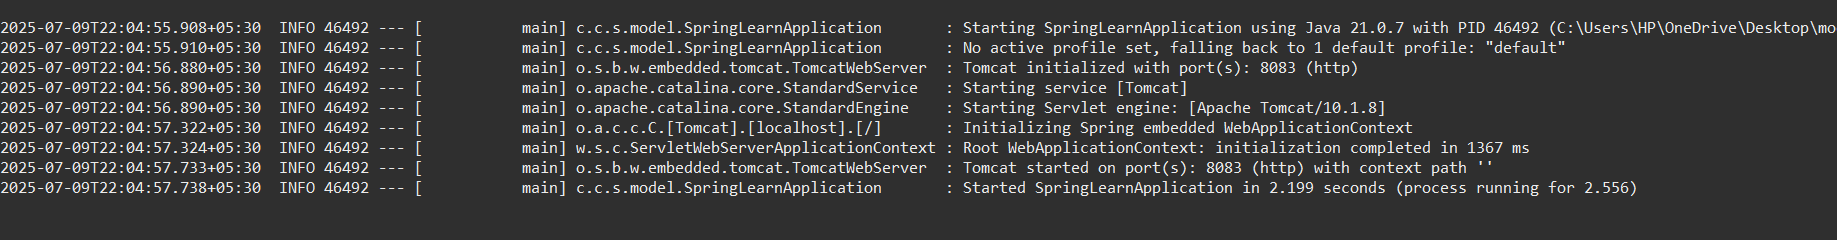 2025-07-09T22:04:55.908+05:30  INFO 46492 --- [           main] c.c.s.model.SpringLearnApplication       : Starting SpringLearnApplication using Java 21.0.7 with PID 46492 (C:\Users\HP\OneDrive\Desktop\mo
2025-07-09T22:04:55.910+05:30  INFO 46492 --- [           main] c.c.s.model.SpringLearnApplication       : No active profile set, falling back to 1 default profile: "default"
2025-07-09T22:04:56.880+05:30  INFO 46492 --- [           main] o.s.b.w.embedded.tomcat.TomcatWebServer  : Tomcat initialized with port(s): 8083 (http)
2025-07-09T22:04:56.890+05:30  INFO 46492 --- [           main] o.apache.catalina.core.StandardService   : Starting service [Tomcat]
2025-07-09T22:04:56.890+05:30  INFO 46492 --- [           main] o.apache.catalina.core.StandardEngine    : Starting Servlet engine: [Apache Tomcat/10.1.8]
2025-07-09T22:04:57.322+05:30  INFO 46492 --- [           main] o.a.c.c.C.[Tomcat].[localhost].[/]       : Initializing Spring embedded WebApplicationContext
2025-07-09T22:04:57.324+05:30  INFO 46492 --- [           main] w.s.c.ServletWebServerApplicationContext : Root WebApplicationContext: initialization completed in 1367 ms
2025-07-09T22:04:57.733+05:30  INFO 46492 --- [           main] o.s.b.w.embedded.tomcat.TomcatWebServer  : Tomcat started on port(s): 8083 (http) with context path ''
2025-07-09T22:04:57.738+05:30  INFO 46492 --- [           main] c.c.s.model.SpringLearnApplication       : Started SpringLearnApplication in 2.199 seconds (process running for 2.556)